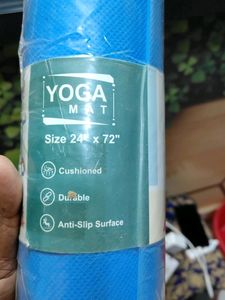 YOGA
MAT
Size 24" x 72"
Cushioned
Durable
Anti-Slip Surface